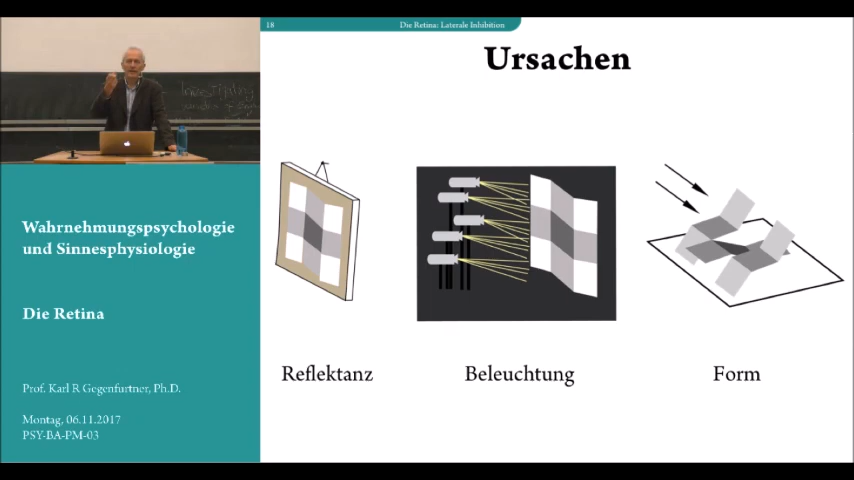 18
Die Retina: Laterale Inhibition
Ursachen
Wahrnehmungspsychologie
und Sinnesphysiologie
Die Retina
Prof. Karl R Gegenfurtner, Ph.D.
Montag, 06.11.2017
PSY-BA-PM-03
Reflektanz
Beleuchtung
Form